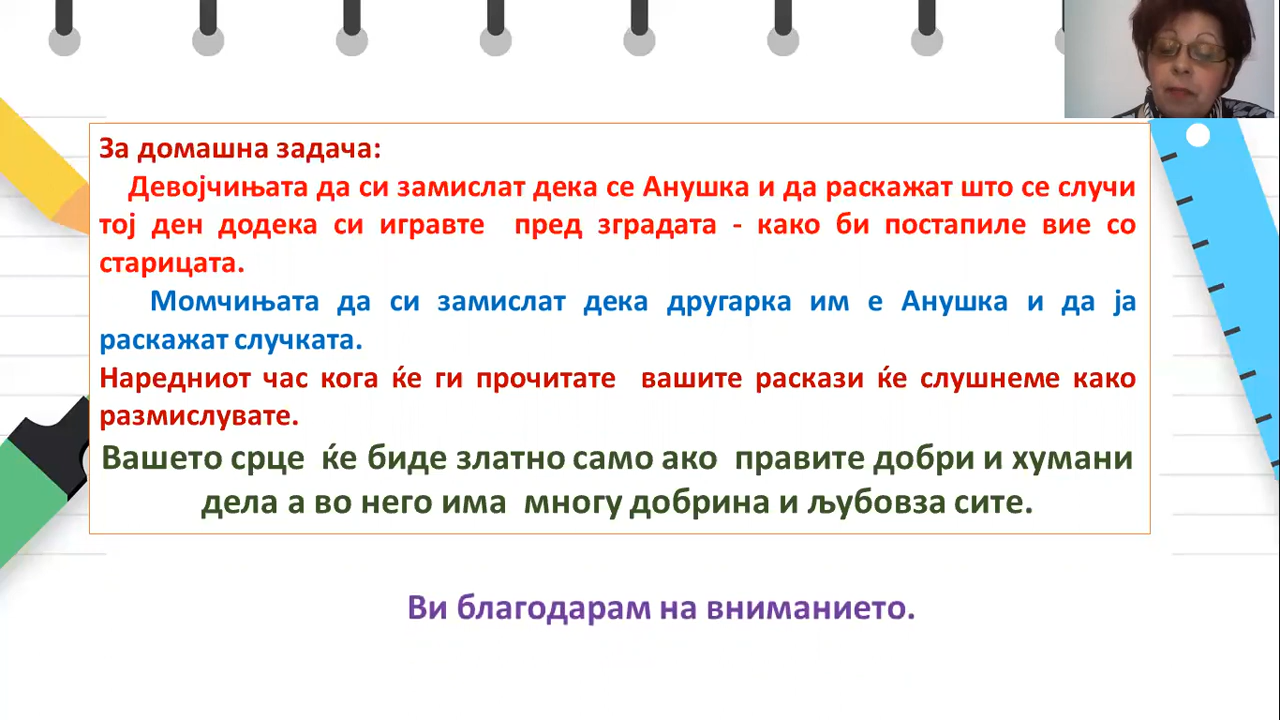 За домашна задача:
Девојчињата да си замислат дека се Анушка и да раскажат што се случи
тој ден додека си игравте пред зградата - како би постапиле вие со
старицата.
Момчињата да си замислат дека другарка им е Анушка и да ја
раскажат случката.
Наредниот час кога ќе ги прочитате вашите раскази ќе слушнеме како
размислувате.
Вашето срце ќе биде златно само ако правите добри и хумани
дела а во него има многу добрина и љубовза сите.
Ви благодарам на вниманието.